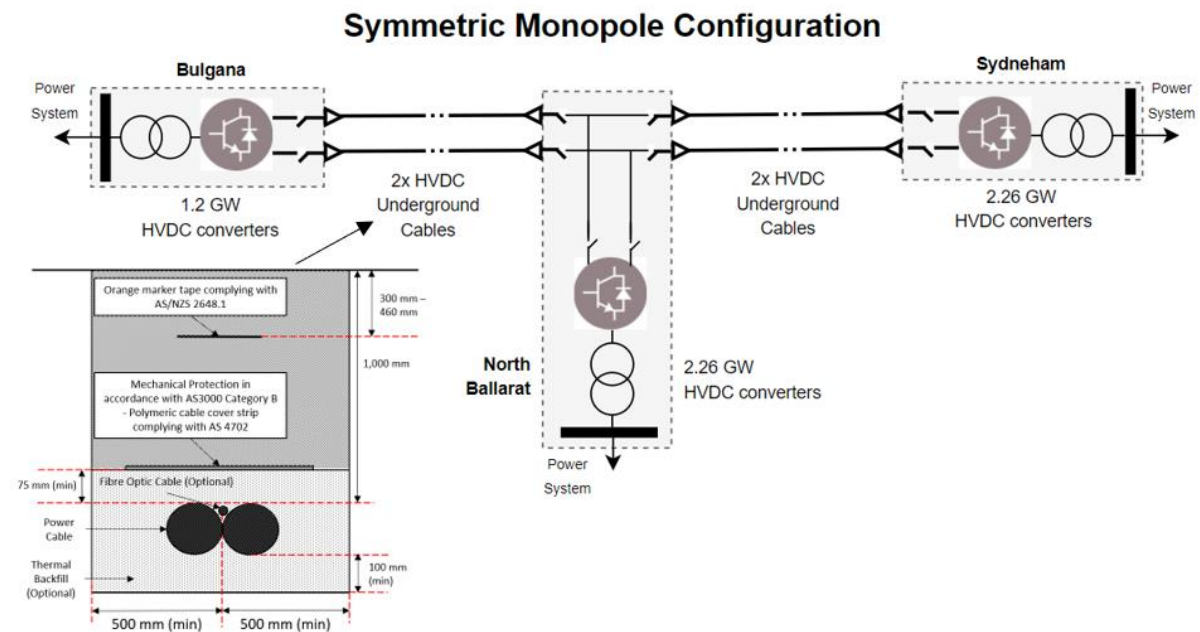 Symmetric Monopole Configuration
Bulgana
Power
System
1.2 GW
HVDC converters
2x HVDC
Underground
Cables
2x HVDC
Underground
Cables
Sydneham
Power
System
2.26 GW
HVDC converters
North
Ballarat
2.26 GW
HVDC converters
Power
System
Orange marker tape complying with
AS/NZS 2648.1
300 mm –
460 mm
1,000 mm
Mechanical Protection in
accordance with AS3000 Category B
- Polymeric cable cover strip
complying with AS 4702
75 mm (min)
Fibre Optic Cable (Optional)
Power
Cable
Thermal
Backfill
(Optional)
100 mm
(min)
500 mm (min)
500 mm (min)